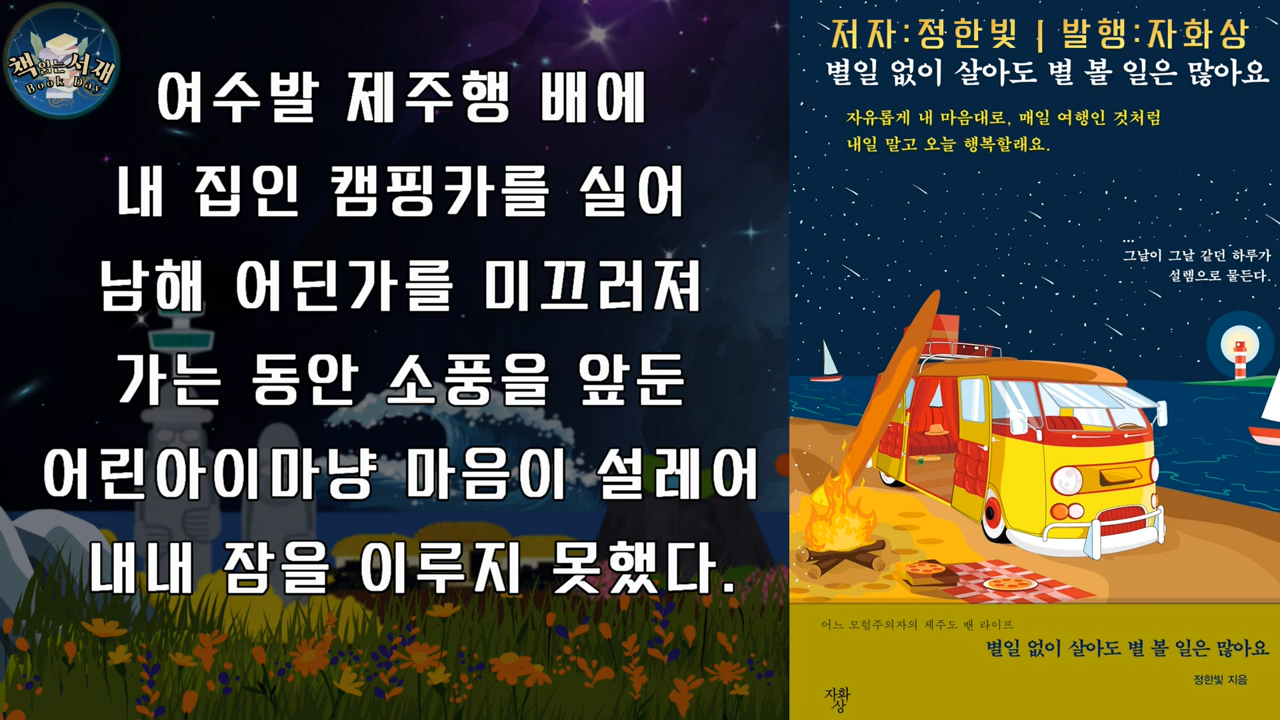 책 읽는 서재
Book Day
여수발 제주행 배에
내 집인 캠핑카를 실어
남해 어딘가를 미끄러져
가는 동안 소풍을 앞둔
어린아이마냥 마음이 설레어
내내 잠을 이루지 못했다.
저자:정한빛 | 발행:자화상
별일 없이 살아도 별 볼 일은 많아요
자유롭게 내 마음대로, 매일 여행인 것처럼
내일 말고 오늘 행복할래요.
...
그날이 그날 같던 하루가
설렘으로 물든다.
어느 모험주의자의 제주도 밴 라이프
별일 없이 살아도 별 볼 일은 많아요
정한빛 지음
자화
상